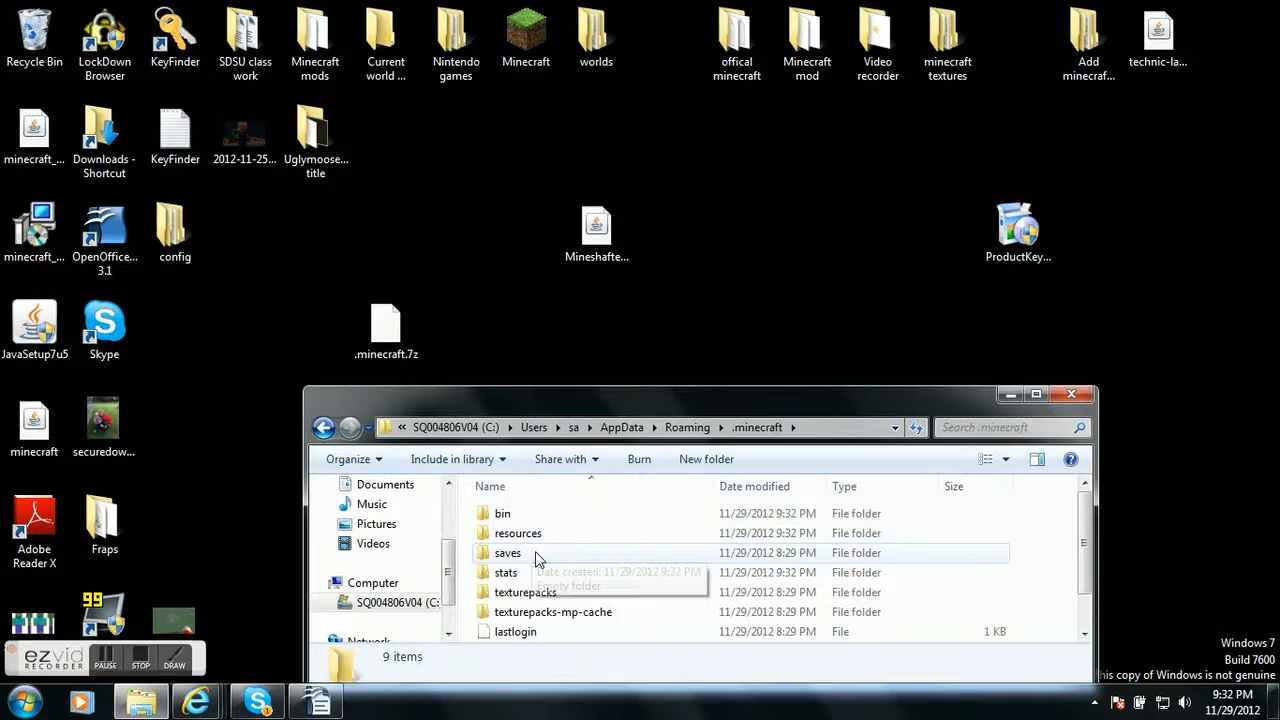 Recycle Bin
LockDown
Browser
KeyFinder
SDSU class
work
Minecraft
mods
Current
world ...
Nintendo
games
Minecraft
worlds
offical
minecraft
Minecraft
mod
Video
recorder
minecraft
textures
Add
minecraf...
technic-la...
minecraft_...
Downloads -
Shortcut
KeyFinder
2012-11-25...
Uglymoose...
title
minecraft_...
OpenOffice...
3.1
config
Mineshafte...
ProductKey...
JavaSetup7u5
Skype
.minecraft.7z
minecraft
securedow...
Adobe
Reader X
Fraps
99
SQ004806V04 (C:)
Users
sa
AppData
Roaming
.minecraft
Search .minecraft
Organize
Include in library
Share with
Burn
New folder
Documents
Music
Pictures
Videos
Computer
SQ004806V04 (C:
Network
Name Date modified Type Size
bin 11/29/2012 9:32 PM File folder
resources 11/29/2012 9:32 PM File folder
saves 11/29/2012 8:29 PM File folder
stats 11/29/2012 8:29 PM File folder
Date created: 11/29/2012 9:32 PM
Empty folder
texturepacks 11/29/2012 8:29 PM File folder
texturepacks-mp-cache 11/29/2012 8:29 PM File folder
lastlogin 11/29/2012 8:29 PM File 1 KB
9 items
ezvid
RECORDER
PAUSE
STOP
DRAW
Windows 7
Build 7600
his copy of Windows is not genuine
9:32 PM
11/29/2012